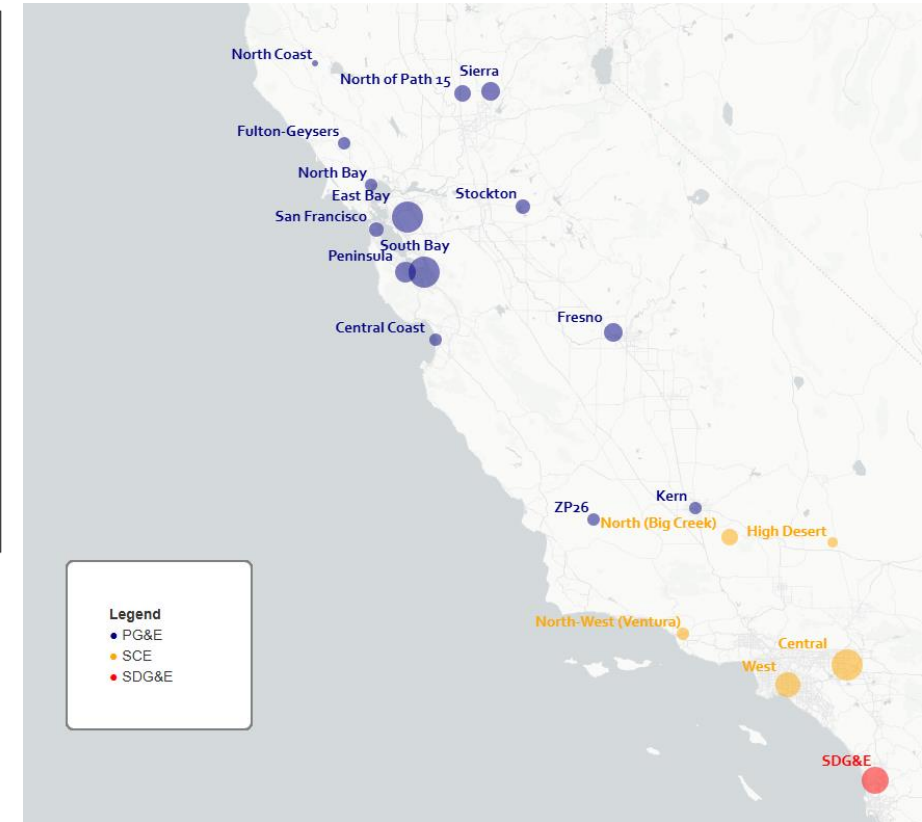 North Coast
Sierra
North of Path 15
Fulton-Geysers
North Bay
East Bay
Stockton
San Francisco
South Bay
Peninsula
Fresno
Central Coast
Kern
ZP26
North (Big Creek)
High Desert
Legend
PG&E
SCE
SDG&E
North-West (Ventura)
Central
West
SDG&E